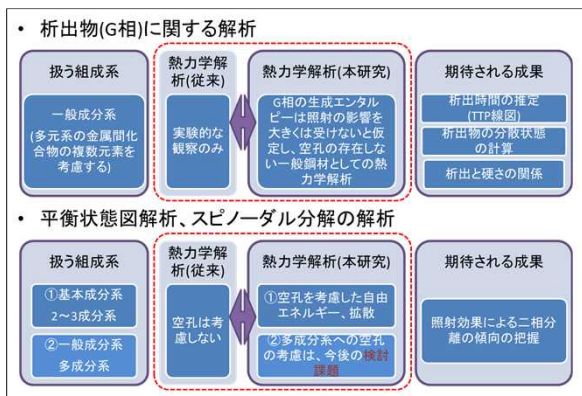 • 析出物(G相)に関する解析
扱う組成系
一般成分系
(多元系の金属間化
合物の複数元素を
考慮する)
熱力学解
析(従来)
実験的な
観察のみ
熱力学解析(本研究)
G相の生成エンタル
ピーは照射の影響を
大きくは受けないと仮
定し、空孔の存在しな
い一般鋼材としての熱
力学解析
期待される成果
析出時間の推定
(TTP線図)
析出物の分散状態
の計算
析出と硬さの関係
• 平衡状態図解析、スピノーダル分解の解析
扱う組成系
①基本成分系
2～3成分系
②一般成分系
多成分系
熱力学解
析(従来)
空孔は考
慮しない
熱力学解析(本研究)
①空孔を考慮した自由
エネルギー、拡散
②多成分系への空孔
の考慮は、今後の検討
課題
期待される成果
照射効果による二相分
離の傾向の把握